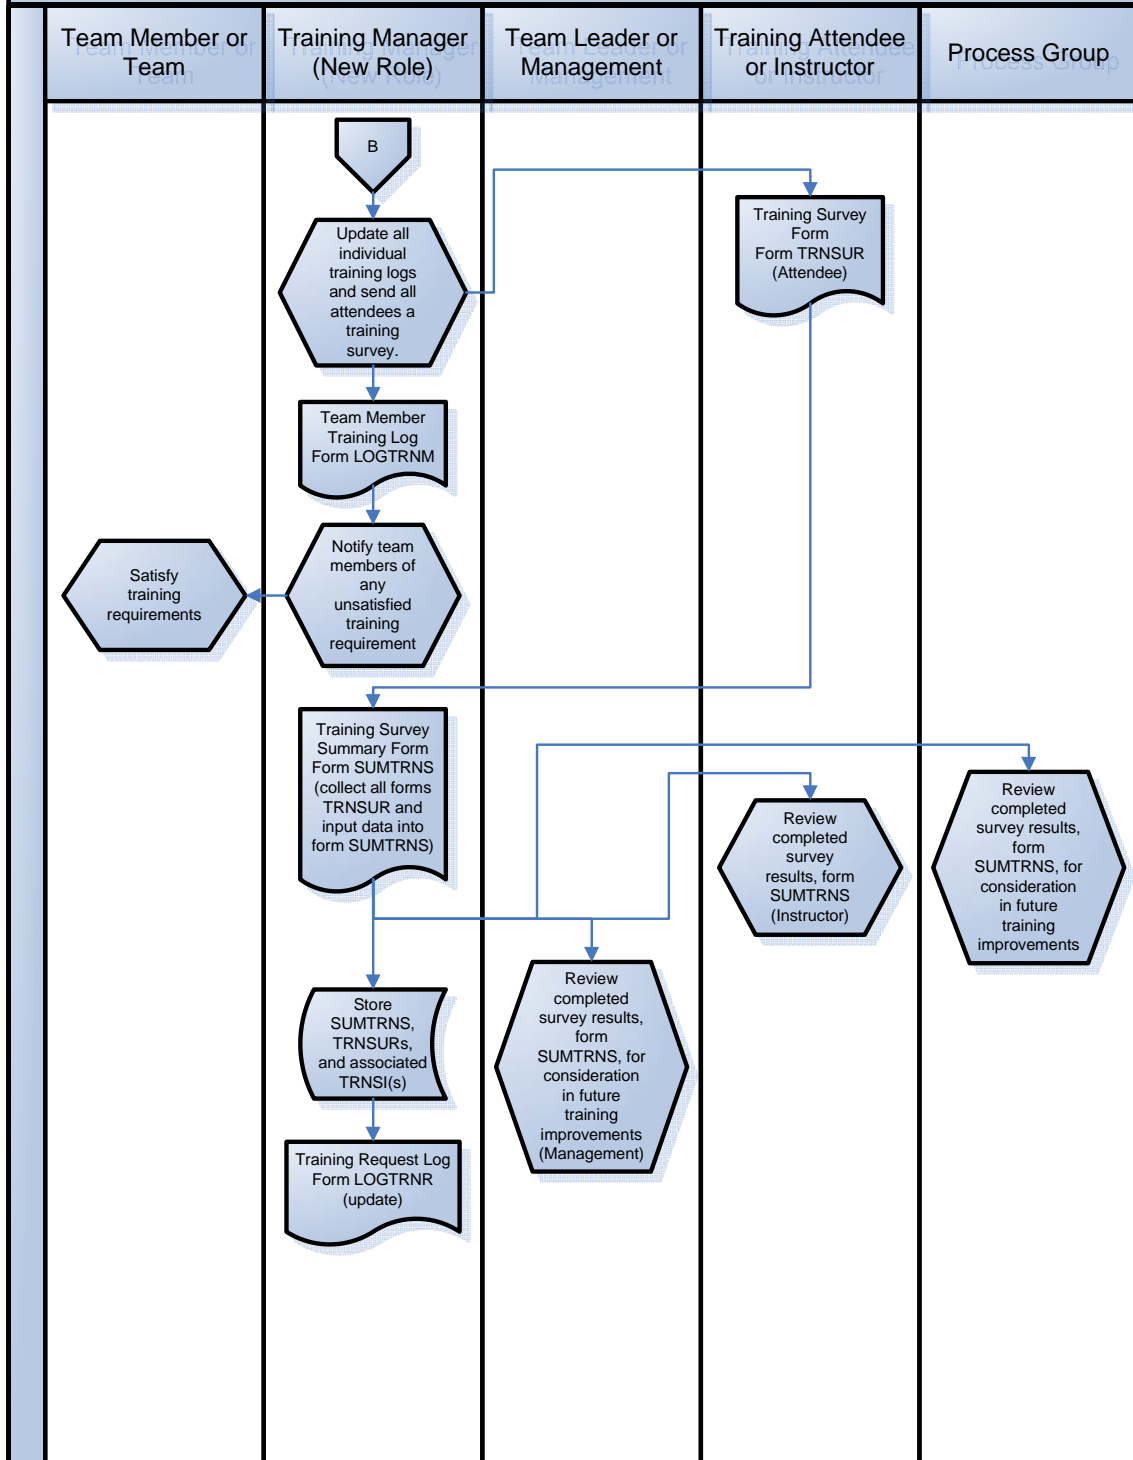 Team Member or
Team
Training Manager
(New Role)
Team Leader or
Management
Training Attendee
or Instructor
Process Group
B
Update all
individual
training logs
and send all
attendees a
training
survey.
Training Survey
Form
Form TRNSUR
(Attendee)
Team Member
Training Log
Form LOGTRNM
Satisfy
training
requirements
Notify team
members of
any
unsatisfied
training
requirement
Training Survey
Summary Form
Form SUMTRNS
(collect all forms
TRNSUR and
input data into
form SUMTRNS)
Review
completed
survey
results, form
SUMTRNS
(Instructor)
Review
completed
survey results,
form
SUMTRNS, for
consideration
in future
training
improvements
Store
SUMTRNS,
TRNSURs,
and associated
TRNSI(s)
Review
completed
survey results,
form
SUMTRNS, for
consideration
in future
training
improvements
(Management)
Training Request Log
Form LOGTRNR
(update)